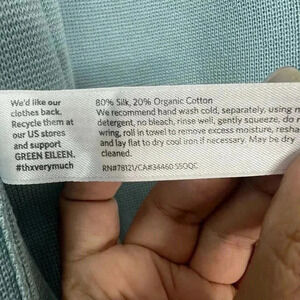 We'd like our
clothes back.
Recycle them at
our US stores
and support
GREEN EILEEN.
#thxverymuch
80% Silk, 20% Organic Cotton
We recommend hand wash cold, separately, using
detergent, no bleach, rinse well, gently squeeze, do
wring, roll in towel to remove excess moisture,
and lay flat to dry cool iron if necessary. May be dry
cleaned.
RN#78121/CA#34460 S5OQC